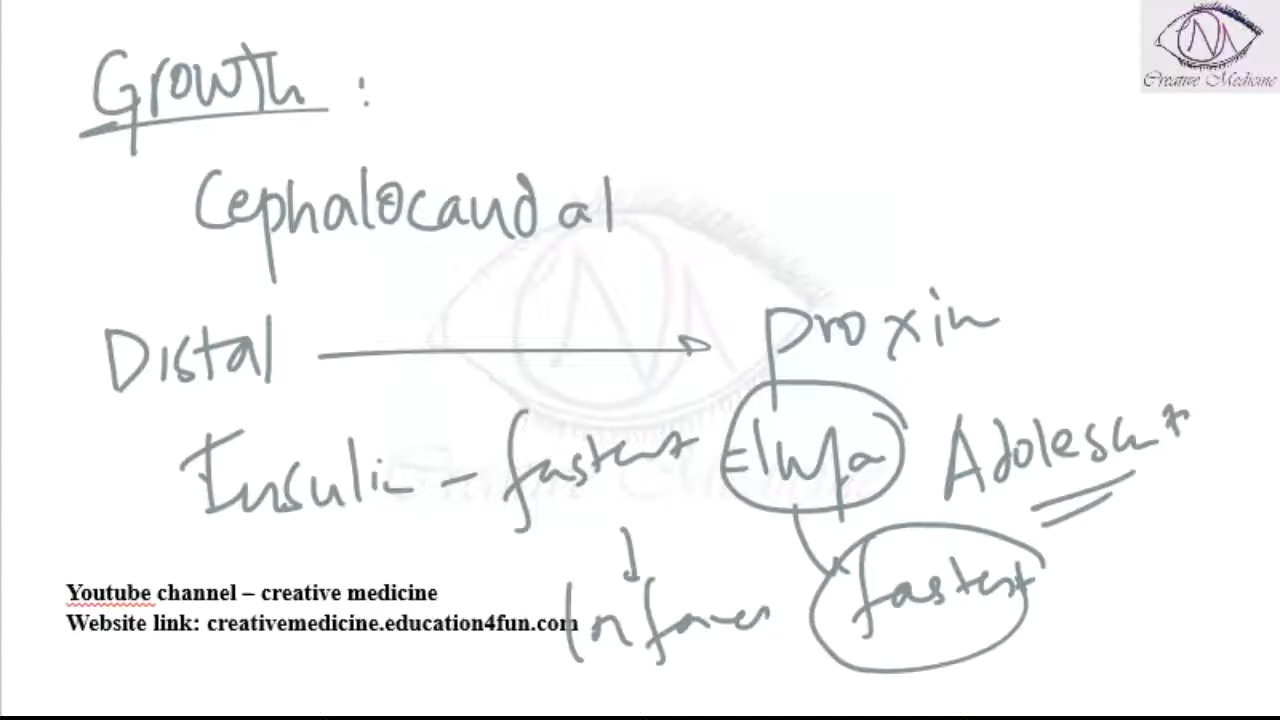 Creative Medicine
Growth :
Cephalocaudal
Distal → proxim
Insulin - fastest Adolescent
↓
Infancy fastest
Youtube channel – creative medicine
Website link: creativemedicine.education4fun.com